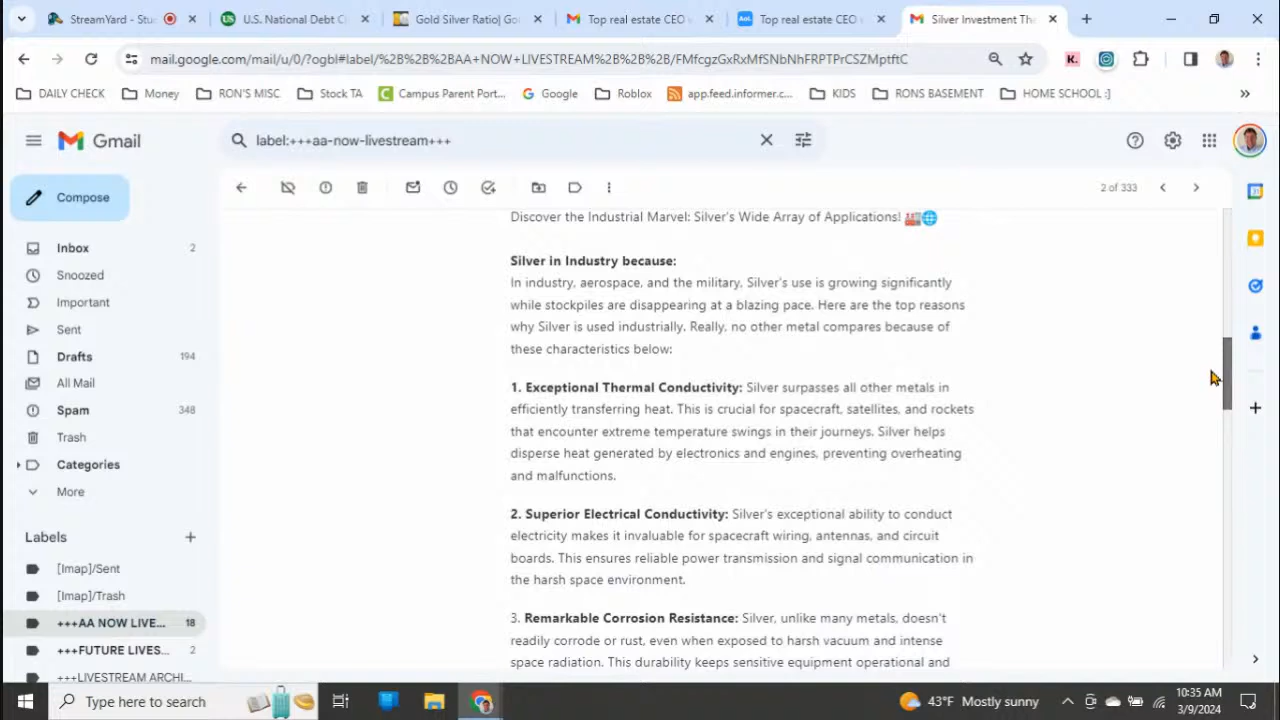 StreamYard - Stu
U.S. National Debt C
Gold Silver Ratio| Go
Top real estate CEO v
Top real estate CEO v
Silver Investment The
mail.google.com/mail/u/0/?ogbl#label/%2B%2B%2BAA+NOW+LIVESTREAM%2B%2B%2B/FMfcgzGxRxMfSNbNhFRPTPrCSZMptftC
DAILY CHECK
Money
RON'S MISC
Stock TA
Campus Parent Port...
Google
Roblox
app.feed.informer.c...
KIDS
RONS BASEMENT
HOME SCHOOL :]
Gmail
label:+++aa-now-livestream+++
Compose
2 of 333
Inbox 2
Snoozed
Important
Sent
Drafts 194
All Mail
Spam 348
Trash
Categories
More
Labels
[Imap]/Sent
[Imap]/Trash
+++AA NOW LIVE... 18
+++FUTURE LIVES... 2
+++LIVESTREAM ARCHI...
Discover the Industrial Marvel: Silver's Wide Array of Applications! 🏭🌐
Silver in Industry because:
In industry, aerospace, and the military, Silver's use is growing significantly
while stockpiles are disappearing at a blazing pace. Here are the top reasons
why Silver is used industrially. Really, no other metal compares because of
these characteristics below:
1. Exceptional Thermal Conductivity: Silver surpasses all other metals in
efficiently transferring heat. This is crucial for spacecraft, satellites, and rockets
that encounter extreme temperature swings in their journeys. Silver helps
disperse heat generated by electronics and engines, preventing overheating
and malfunctions.
2. Superior Electrical Conductivity: Silver's exceptional ability to conduct
electricity makes it invaluable for spacecraft wiring, antennas, and circuit
boards. This ensures reliable power transmission and signal communication in
the harsh space environment.
3. Remarkable Corrosion Resistance: Silver, unlike many metals, doesn't
readily corrode or rust, even when exposed to harsh vacuum and intense
space radiation. This durability keeps sensitive equipment operational and
Type here to search
43°F Mostly sunny
10:35 AM
3/9/2024